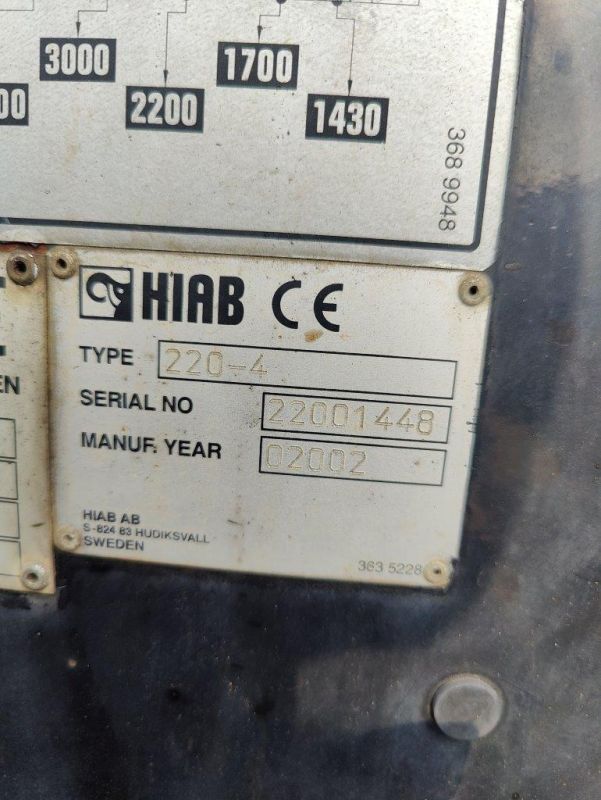 3000
1700
00
2200
1430
368 9948
HIAB CE
TYPE 220-4
EN
SERIAL NO 22001448
MANUF. YEAR 02002
HIAB AB
S-824 83 HUDIKSVALL
SWEDEN
363 5228